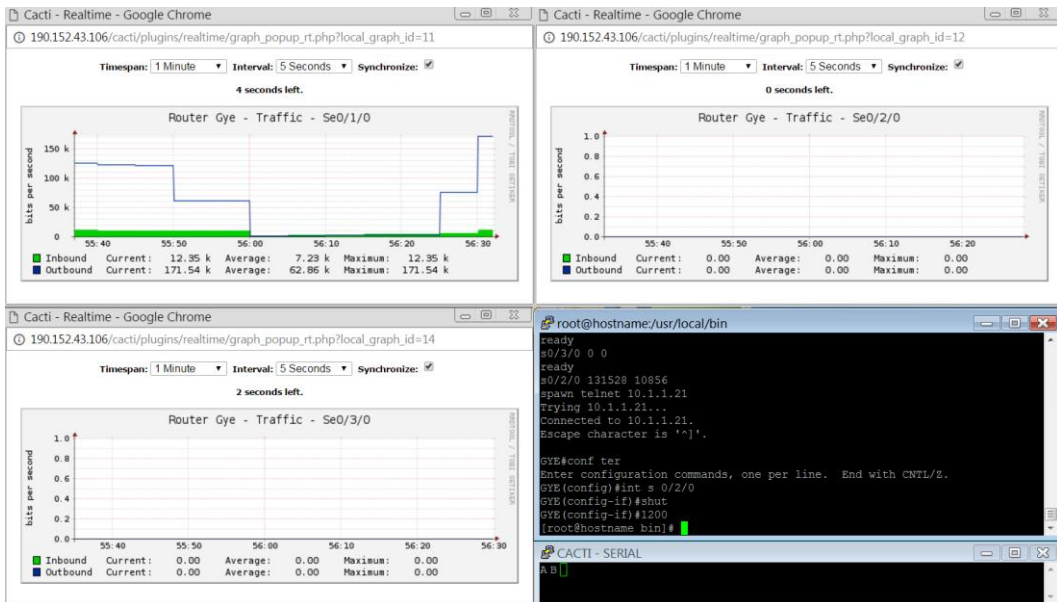 Cacti - Realtime - Google Chrome
190.152.43.106/cacti/plugins/realtime/graph_popup_rt.php?local_graph_id=11
Timespan: 1 Minute Interval: 5 Seconds Synchronize:
4 seconds left.
Router Gye - Traffic - Se0/1/0
RRDTOOL / TOBI OETIKER
bits per second
150 k
100 k
50 k
0
55:40 55:50 56:00 56:10 56:20 56:30
Inbound Current: 12.35 k Average: 7.23 k Maximum: 12.35 k
Outbound Current: 171.54 k Average: 62.86 k Maximum: 171.54 k
Cacti - Realtime - Google Chrome
190.152.43.106/cacti/plugins/realtime/graph_popup_rt.php?local_graph_id=12
Timespan: 1 Minute Interval: 5 Seconds Synchronize:
0 seconds left.
Router Gye - Traffic - Se0/2/0
RRDTOOL / TOBI OETIKER
bits per second
1.0
0.8
0.6
0.4
0.2
0.0
55:40 55:50 56:00 56:10 56:20
Inbound Current: 0.00 Average: 0.00 Maximum: 0.00
Outbound Current: 0.00 Average: 0.00 Maximum: 0.00
Cacti - Realtime - Google Chrome
190.152.43.106/cacti/plugins/realtime/graph_popup_rt.php?local_graph_id=14
Timespan: 1 Minute Interval: 5 Seconds Synchronize:
2 seconds left.
Router Gye - Traffic - Se0/3/0
RRDTOOL / TOBI OETIKER
bits per second
1.0
0.8
0.6
0.4
0.2
0.0
55:40 55:50 56:00 56:10 56:20 56:30
Inbound Current: 0.00 Average: 0.00 Maximum: 0.00
Outbound Current: 0.00 Average: 0.00 Maximum: 0.00
root@hostname:/usr/local/bin
ready
s0/3/0 0 0
ready
s0/2/0 131528 10856
spawn telnet 10.1.1.21
Trying 10.1.1.21...
Connected to 10.1.1.21.
Escape character is '^]'.
GYE#conf ter
Enter configuration commands, one per line. End with CNTL/Z.
GYE(config)#int s 0/2/0
GYE(config-if)#shut
GYE(config-if)#1200
[root@hostname bin]#
CACTI - SERIAL
A B